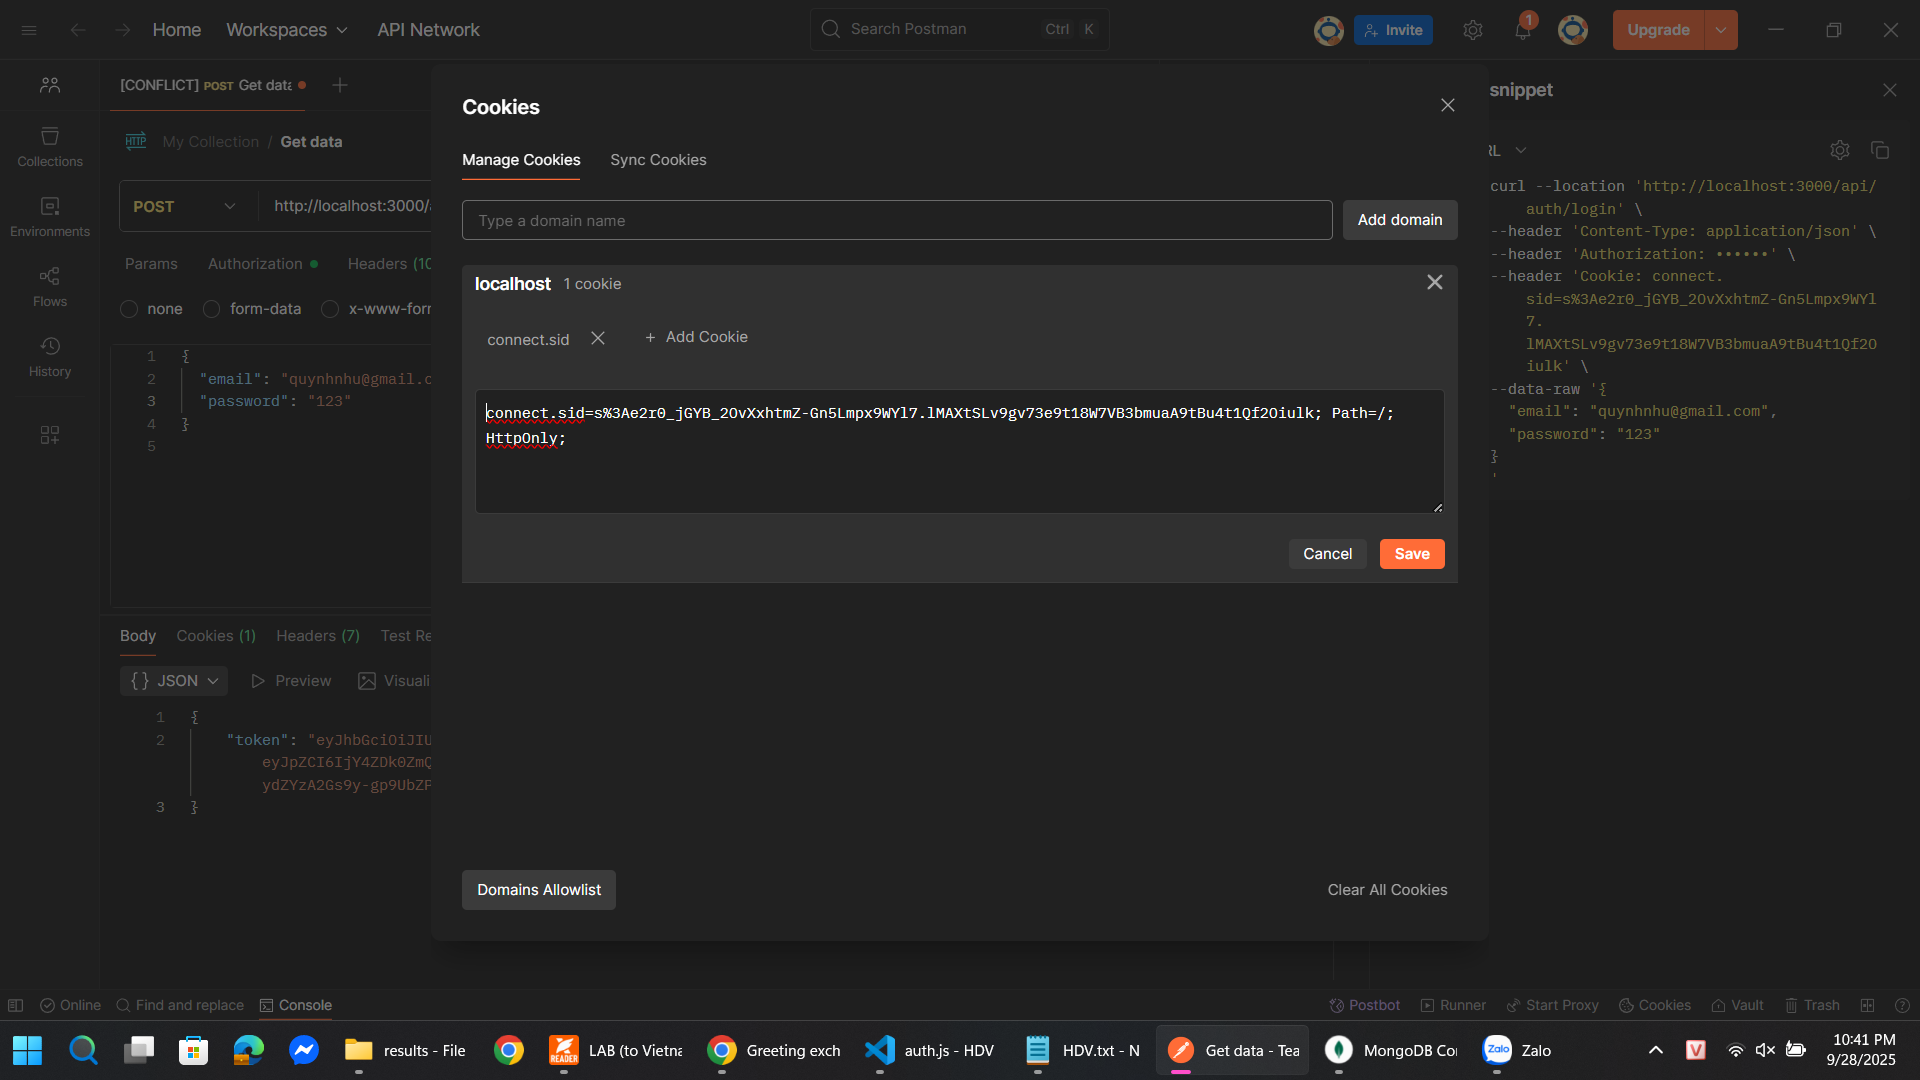 Home
Workspaces
API Network
Search Postman
Ctrl K
Invite
1
Upgrade
[CONFLICT] POST Get data
Collections
Environments
Flows
History
HTTP
My Collection / Get data
POST
http://localhost:3000/
Params
Authorization
Headers (10
none
form-data
x-www-for
1 {
2 "email": "quynhnhu@gmail.c
3 "password": "123"
4 }
5
Body
Cookies (1)
Headers (7)
Test Re
{} JSON
Preview
Visuali
1 {
2 "token": "eyJhbGciOiJIU
eyJpZCI6IjY4ZDk0ZmQ
ydZYzA2Gs9y-gp9UbZP
3 }
Cookies
Manage Cookies
Sync Cookies
Type a domain name
Add domain
localhost 1 cookie
connect.sid
+ Add Cookie
connect.sid=s%3Ae2r0_jGYB_2OvXxhtmZ-Gn5Lmpx9WYl7.lMAXtSLv9gv73e9t18W7VB3bmuaA9tBu4t1Qf2Oiulk; Path=/;
HttpOnly;
Cancel
Save
Domains Allowlist
Clear All Cookies
snippet
RL
curl --location 'http://localhost:3000/api/
auth/login' \
--header 'Content-Type: application/json' \
--header 'Authorization: ••••••' \
--header 'Cookie: connect.
sid=s%3Ae2r0_jGYB_2OvXxhtmZ-Gn5Lmpx9WYl
7.
lMAXtSLv9gv73e9t18W7VB3bmuaA9tBu4t1Qf2O
iulk' \
--data-raw '{
"email": "quynhnhu@gmail.com",
"password": "123"
}
'
Online
Find and replace
Console
Postbot
Runner
Start Proxy
Cookies
Vault
Trash
results - File
READER
LAB (to Vietna
Greeting exch
auth.js - HDV
HDV.txt - N
Get data - Tea
MongoDB Co
Zalo
Zalo
V
10:41 PM
9/28/2025